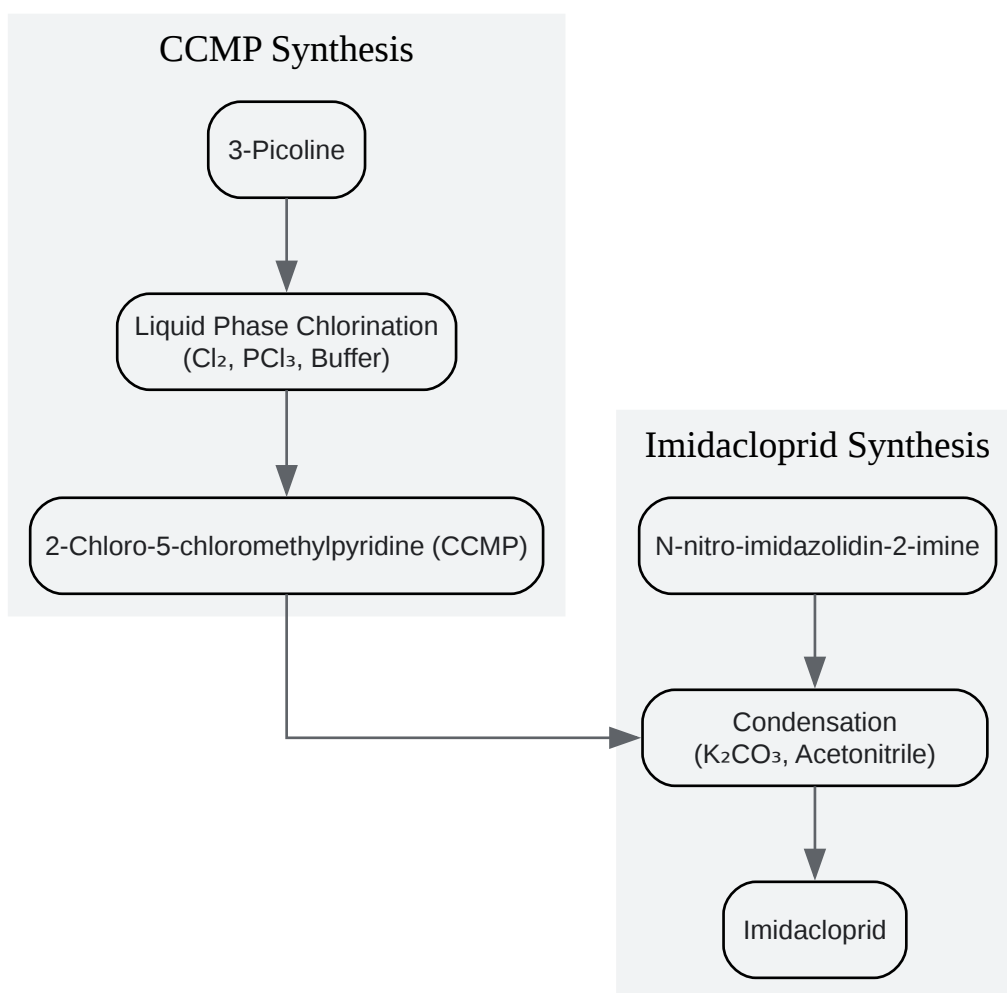 CCMP Synthesis
3-Picoline
Liquid Phase Chlorination
(Cl₂, PCl₃, Buffer)
2-Chloro-5-chloromethylpyridine (CCMP)
Imidacloprid Synthesis
N-nitro-imidazolidin-2-imine
Condensation
(K₂CO₃, Acetonitrile)
Imidacloprid